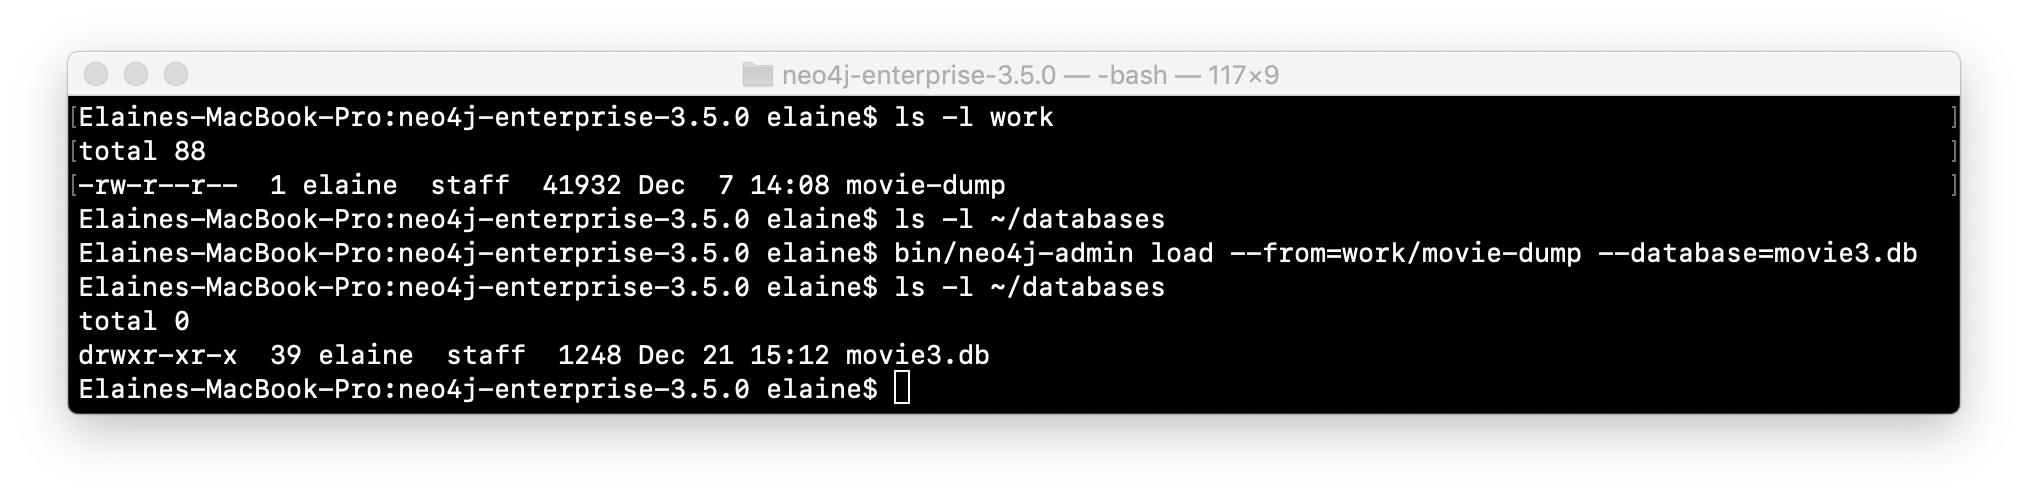 neo4j-enterprise-3.5.0 — -bash — 117×9
[Elaines-MacBook-Pro:neo4j-enterprise-3.5.0 elaine$ ls -l work ]
[total 88 ]
[-rw-r--r--  1 elaine  staff  41932 Dec  7 14:08 movie-dump ]
Elaines-MacBook-Pro:neo4j-enterprise-3.5.0 elaine$ ls -l ~/databases
Elaines-MacBook-Pro:neo4j-enterprise-3.5.0 elaine$ bin/neo4j-admin load --from=work/movie-dump --database=movie3.db
Elaines-MacBook-Pro:neo4j-enterprise-3.5.0 elaine$ ls -l ~/databases
total 0
drwxr-xr-x  39 elaine  staff  1248 Dec 21 15:12 movie3.db
Elaines-MacBook-Pro:neo4j-enterprise-3.5.0 elaine$